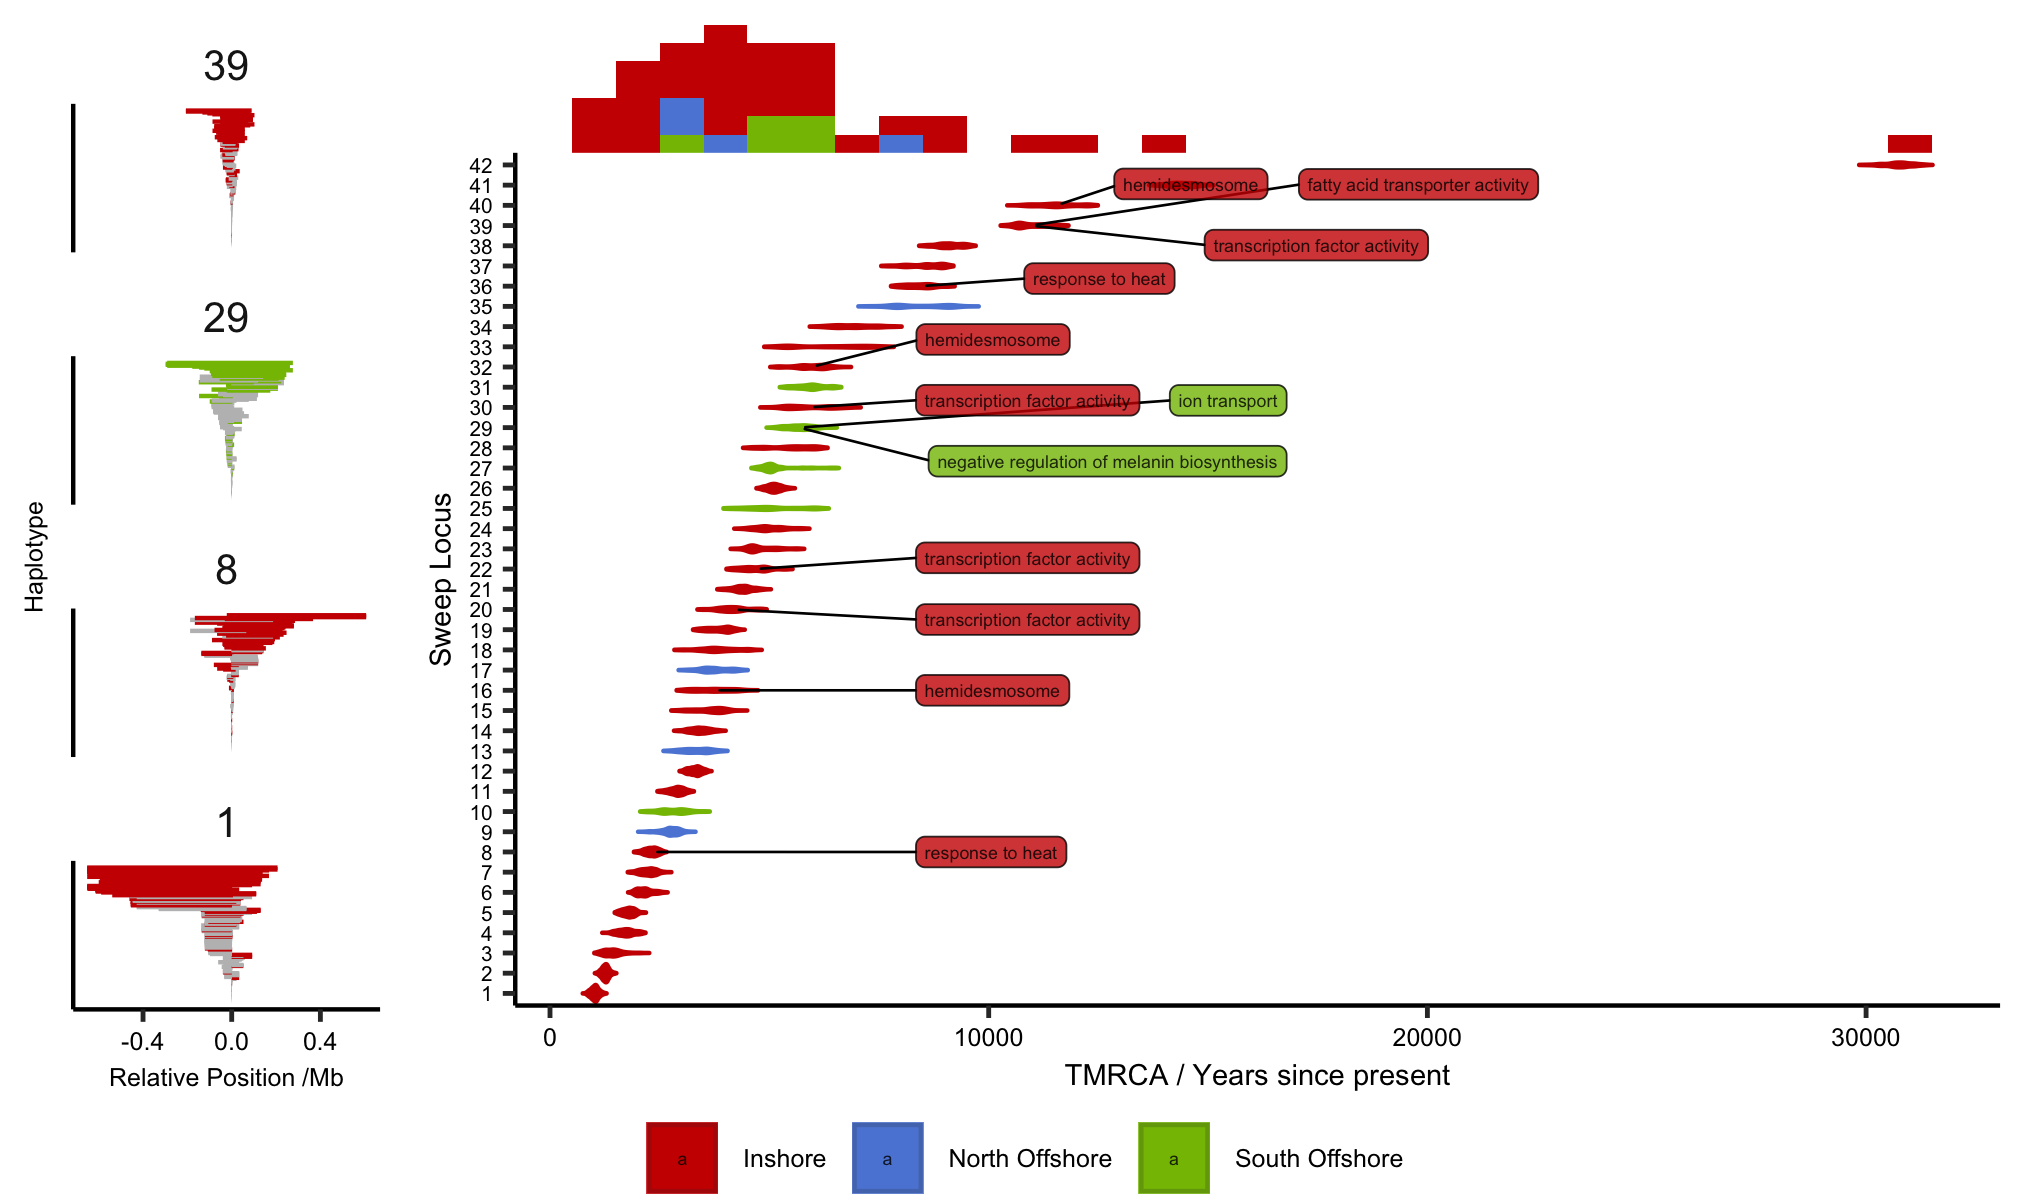 39
29
8
1
Haplotype
-0.4 0.0 0.4
Relative Position /Mb
Sweep Locus
42
41
40
39
38
37
36
35
34
33
32
31
30
29
28
27
26
25
24
23
22
21
20
19
18
17
16
15
14
13
12
11
10
9
8
7
6
5
4
3
2
1
hemidesmosome
fatty acid transporter activity
transcription factor activity
response to heat
hemidesmosome
transcription factor activity
ion transport
negative regulation of melanin biosynthesis
transcription factor activity
transcription factor activity
hemidesmosome
response to heat
0 10000 20000 30000
TMRCA / Years since present
a Inshore a North Offshore a South Offshore